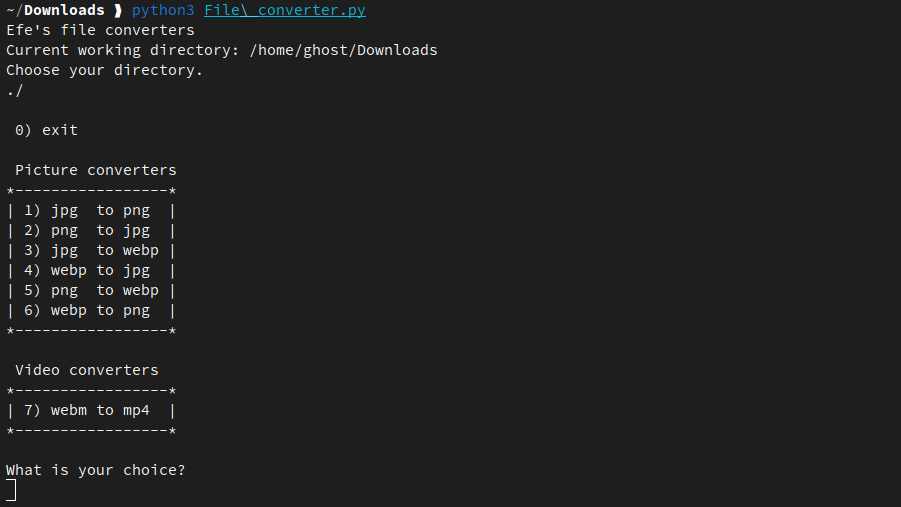 ~/Downloads ❱ python3 File\ converter.py
Efe's file converters
Current working directory: /home/ghost/Downloads
Choose your directory.
./
 0) exit
 Picture converters
*-----------------*
| 1) jpg  to png  |
| 2) png  to jpg  |
| 3) jpg  to webp |
| 4) webp to jpg  |
| 5) png  to webp |
| 6) webp to png  |
*-----------------*
 Video converters
*-----------------*
| 7) webm to mp4  |
*-----------------*
What is your choice?